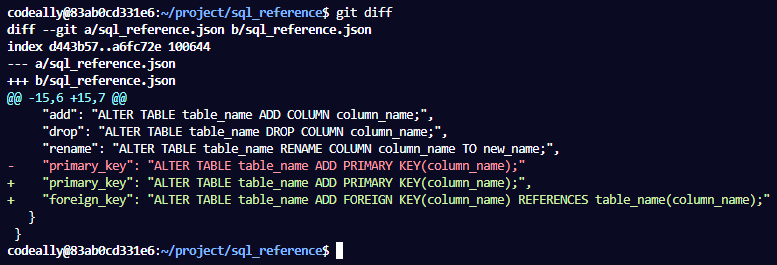 codeally@83ab0cd331e6:~/project/sql_reference$ git diff
diff --git a/sql_reference.json b/sql_reference.json
index d443b57..a6fc72e 100644
--- a/sql_reference.json
+++ b/sql_reference.json
@@ -15,6 +15,7 @@
     "add": "ALTER TABLE table_name ADD COLUMN column_name;",
     "drop": "ALTER TABLE table_name DROP COLUMN column_name;",
     "rename": "ALTER TABLE table_name RENAME COLUMN column_name TO new_name;",
-    "primary_key": "ALTER TABLE table_name ADD PRIMARY KEY(column_name);"
+    "primary_key": "ALTER TABLE table_name ADD PRIMARY KEY(column_name);",
+    "foreign_key": "ALTER TABLE table_name ADD FOREIGN KEY(column_name) REFERENCES table_name(column_name);"
   }
 }
codeally@83ab0cd331e6:~/project/sql_reference$